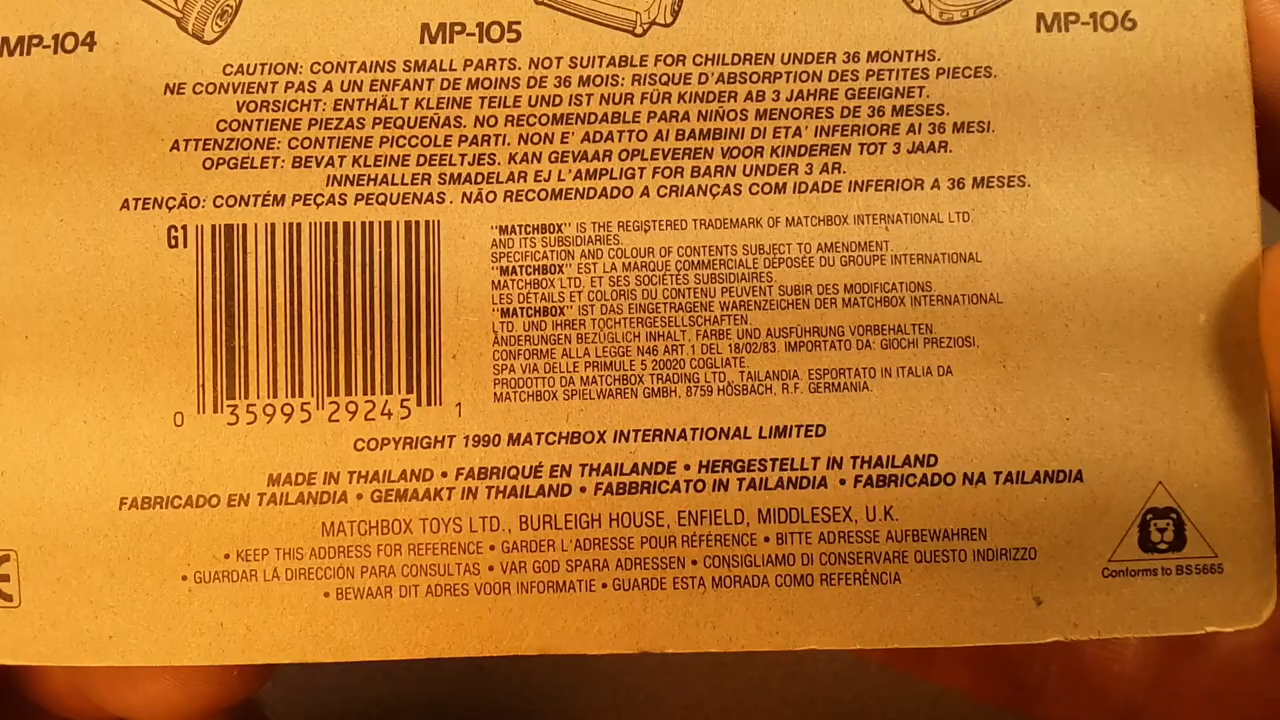 MP-104
MP-105
MP-106
CAUTION: CONTAINS SMALL PARTS. NOT SUITABLE FOR CHILDREN UNDER 36 MONTHS.
NE CONVIENT PAS A UN ENFANT DE MOINS DE 36 MOIS: RISQUE D'ABSORPTION DES PETITES PIECES.
VORSICHT: ENTHÄLT KLEINE TEILE UND IST NUR FÜR KINDER AB 3 JAHRE GEEIGNET.
CONTIENE PIEZAS PEQUEÑAS. NO RECOMENDABLE PARA NIÑOS MENORES DE 36 MESES.
ATTENZIONE: CONTIENE PICCOLE PARTI. NON E' ADATTO AI BAMBINI DI ETA' INFERIORE AI 36 MESI.
OPGELET: BEVAT KLEINE DEELTJES. KAN GEVAAR OPLEVEREN VOOR KINDEREN TOT 3 JAAR.
INNEHALLER SMADELAR EJ L'AMPLIGT FOR BARN UNDER 3 AR.
ATENÇÃO: CONTÉM PEÇAS PEQUENAS. NÃO RECOMENDADO A CRIANÇAS COM IDADE INFERIOR A 36 MESES.
G1
0 35995 29245 1
"MATCHBOX" IS THE REGISTERED TRADEMARK OF MATCHBOX INTERNATIONAL LTD.
AND ITS SUBSIDIARIES.
SPECIFICATION AND COLOUR OF CONTENTS SUBJECT TO AMENDMENT.
"MATCHBOX" EST LA MARQUE COMMERCIALE DÉPOSÉE DU GROUPE INTERNATIONAL
MATCHBOX LTD. ET SES SOCIÉTÉS SUBSIDIAIRES.
LES DÉTAILS ET COLORIS DU CONTENU PEUVENT SUBIR DES MODIFICATIONS.
"MATCHBOX" IST DAS EINGETRAGENE WARENZEICHEN DER MATCHBOX INTERNATIONAL
LTD. UND IHRER TOCHTERGESELLSCHAFTEN.
ÄNDERUNGEN BEZÜGLICH INHALT, FARBE UND AUSFÜHRUNG VORBEHALTEN.
CONFORME ALLA LEGGE N46 ART.1 DEL 18/02/83. IMPORTATO DA: GIOCHI PREZIOSI,
SPA VIA DELLE PRIMULE 5 20020 COGLIATE.
PRODOTTO DA MATCHBOX TRADING LTD., TAILANDIA. ESPORTATO IN ITALIA DA
MATCHBOX SPIELWAREN GMBH, 8759 HÖSBACH, R.F. GERMANIA.
COPYRIGHT 1990 MATCHBOX INTERNATIONAL LIMITED
MADE IN THAILAND • FABRIQUÉ EN THAILANDE • HERGESTELLT IN THAILAND
FABRICADO EN TAILANDIA • GEMAAKT IN THAILAND • FABBRICATO IN TAILANDIA • FABRICADO NA TAILANDIA
MATCHBOX TOYS LTD., BURLEIGH HOUSE, ENFIELD, MIDDLESEX, U.K.
• KEEP THIS ADDRESS FOR REFERENCE • GARDER L'ADRESSE POUR RÉFÉRENCE • BITTE ADRESSE AUFBEWAHREN
• GUARDAR LA DIRECCIÓN PARA CONSULTAS • VAR GOD SPARA ADRESSEN • CONSIGLIAMO DI CONSERVARE QUESTO INDIRIZZO
• BEWAAR DIT ADRES VOOR INFORMATIE • GUARDE ESTA MORADA COMO REFERÊNCIA
Conforms to BS5665